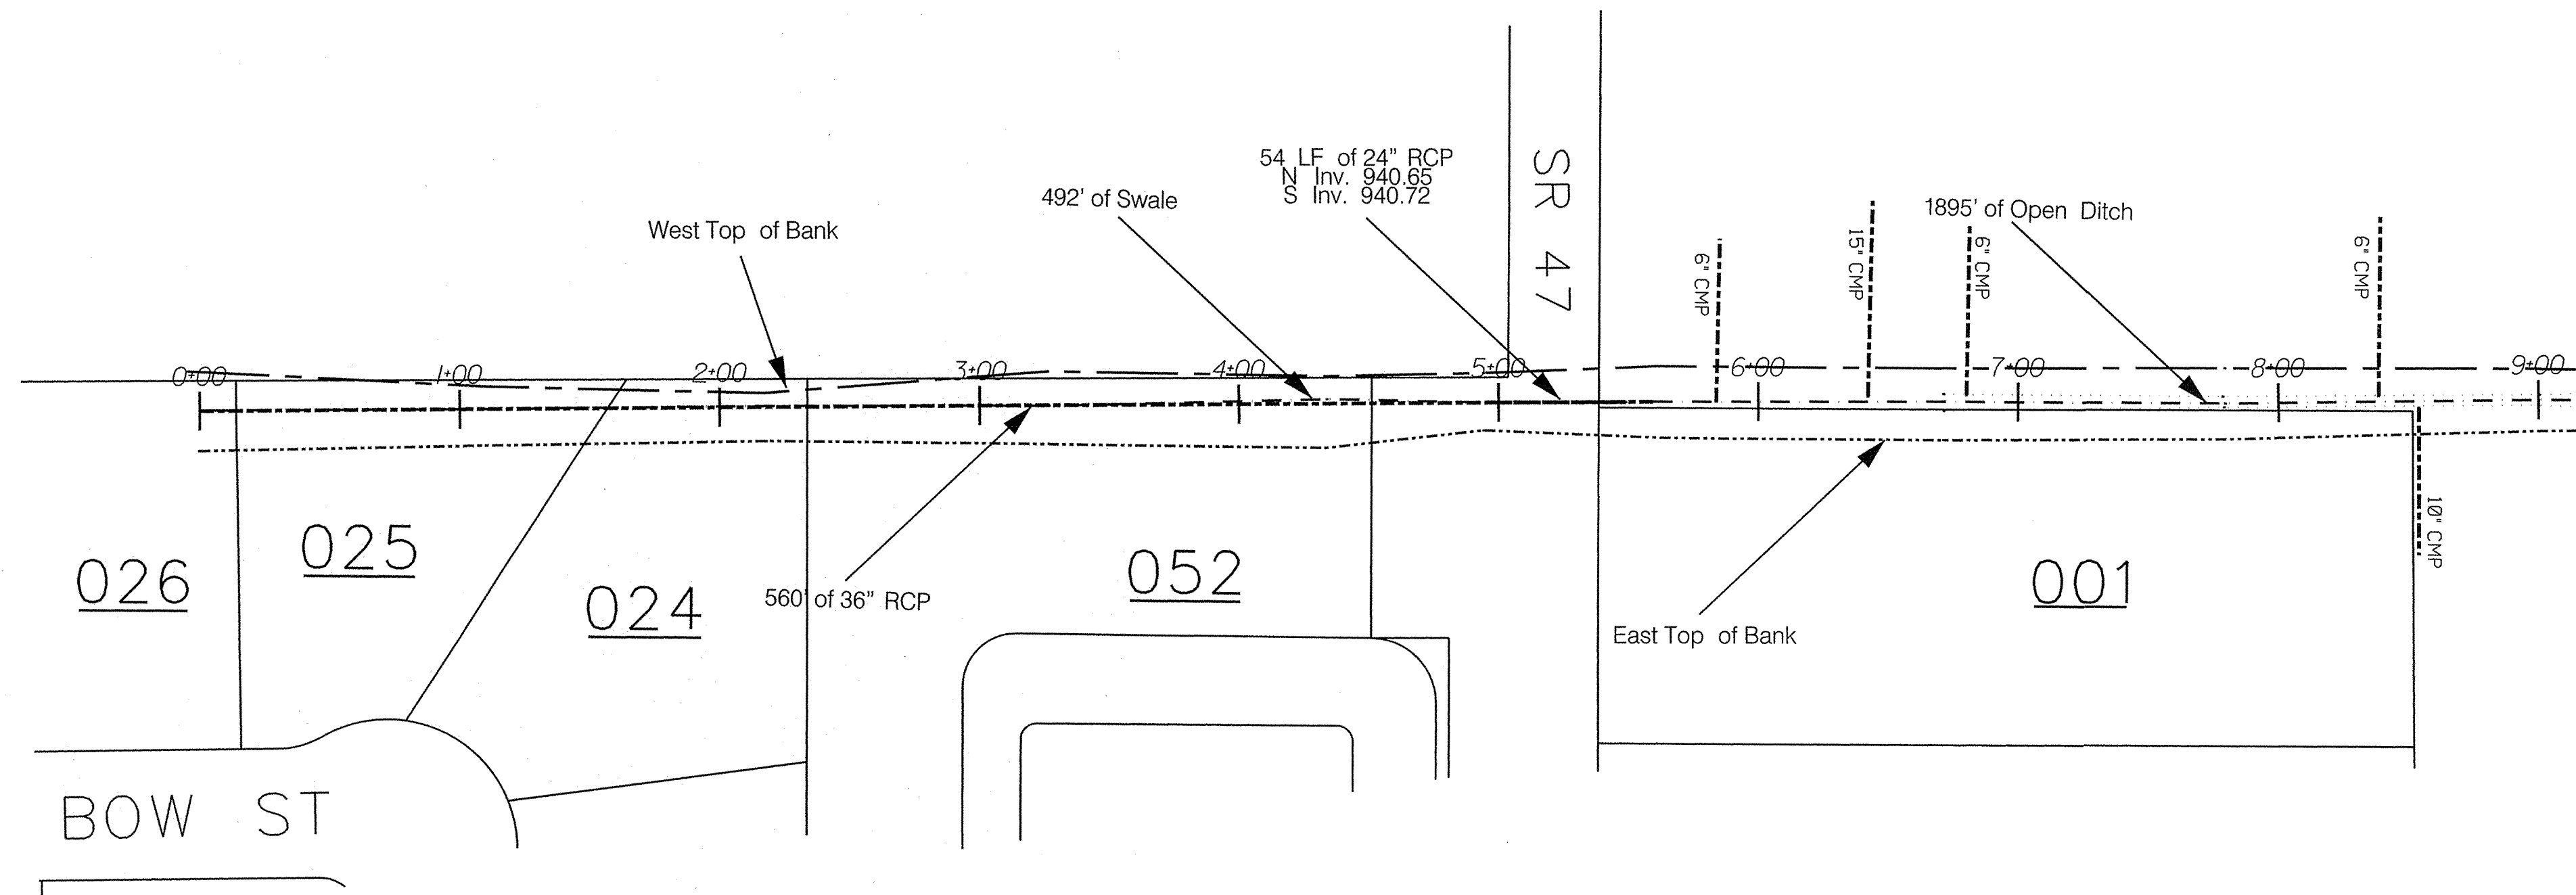 54 LF of 24" RCP
N Inv. 940.65
S Inv. 940.72
SR 47
492' of Swale
1895' of Open Ditch
West Top of Bank
6" CMP
15" CMP
6" CMP
6" CMP
0+00
1+00
2+00
3+00
4+00
5+00
6+00
7+00
8+00
9+00
10" CMP
025
026
024
052
001
560' of 36" RCP
East Top of Bank
BOW ST